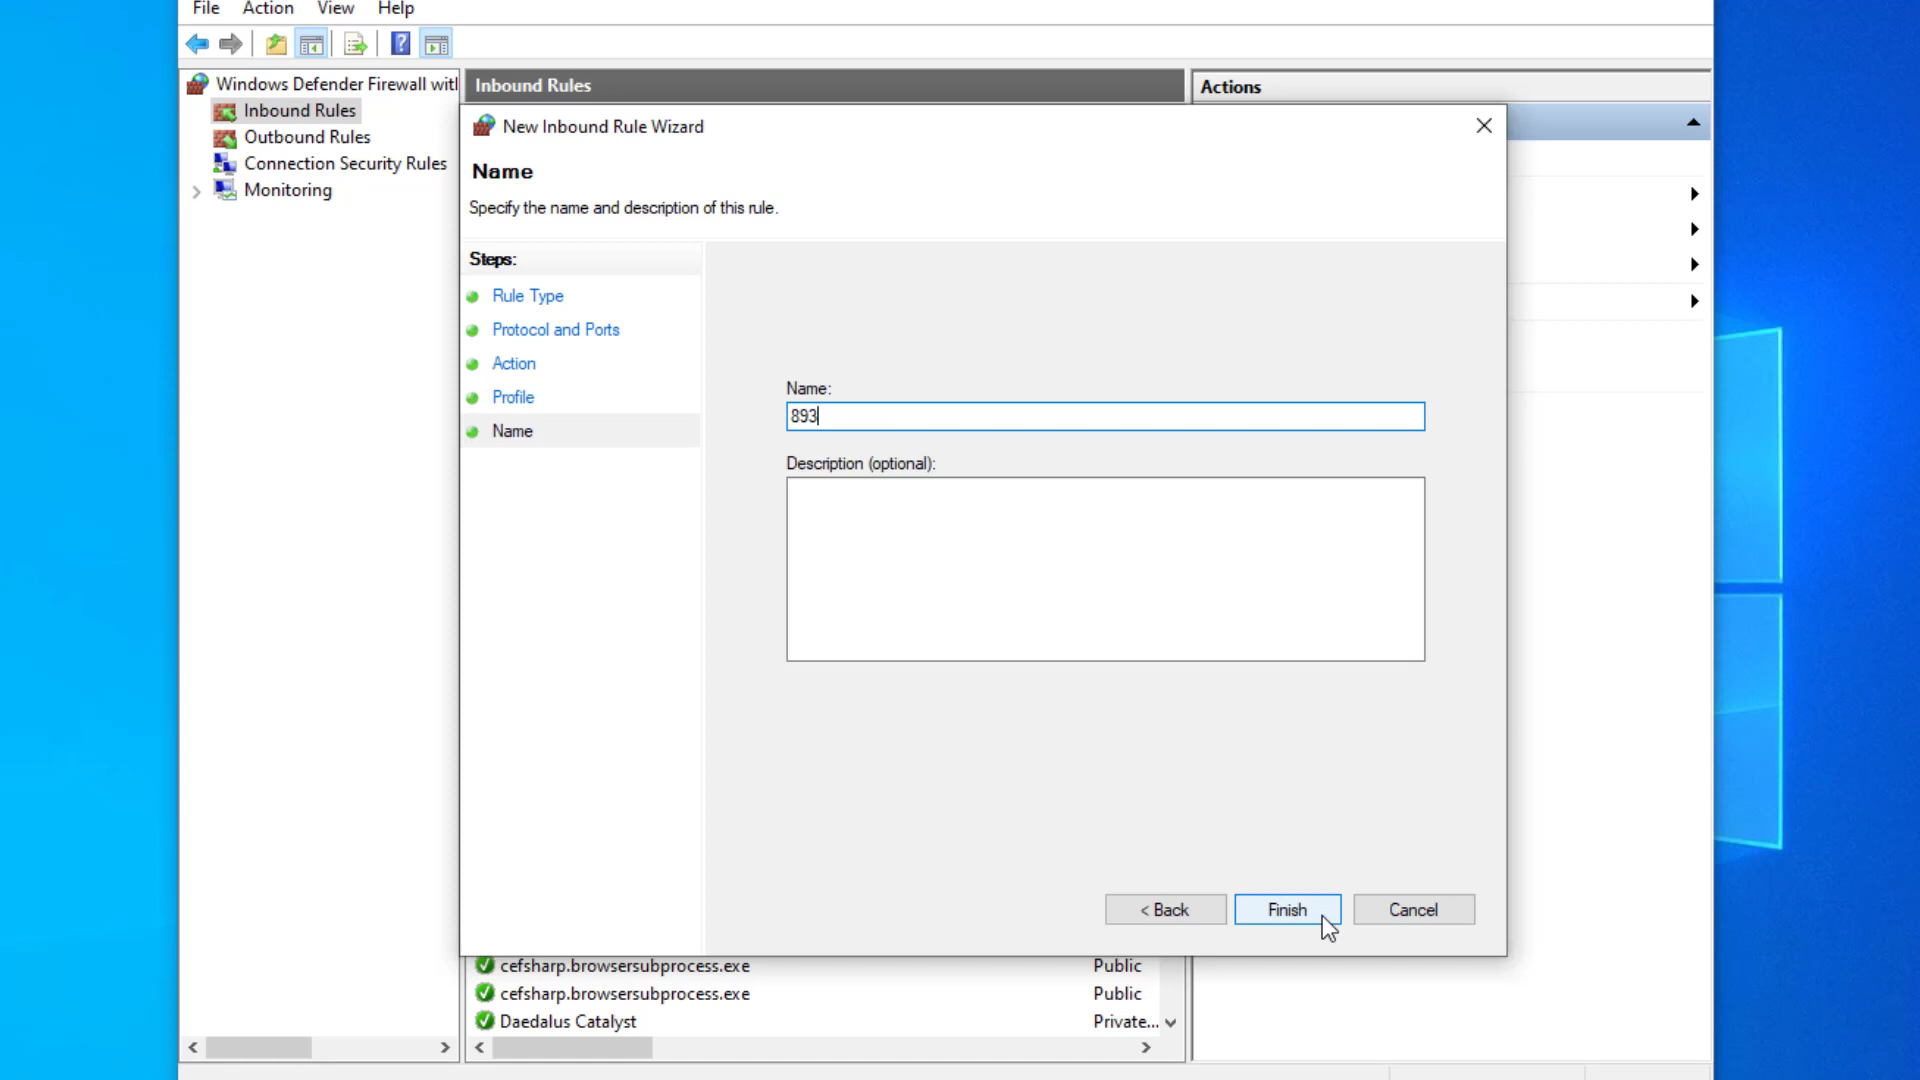 File Action View Help
Windows Defender Firewall with
Inbound Rules
Outbound Rules
Connection Security Rules
Monitoring
Inbound Rules
Actions
New Inbound Rule Wizard
Name
Specify the name and description of this rule.
Steps:
Rule Type
Protocol and Ports
Action
Profile
Name
Name:
893
Description (optional):
< Back Finish Cancel
cefsharp.browsersubprocess.exe Public
cefsharp.browsersubprocess.exe Public
Daedalus Catalyst Private...